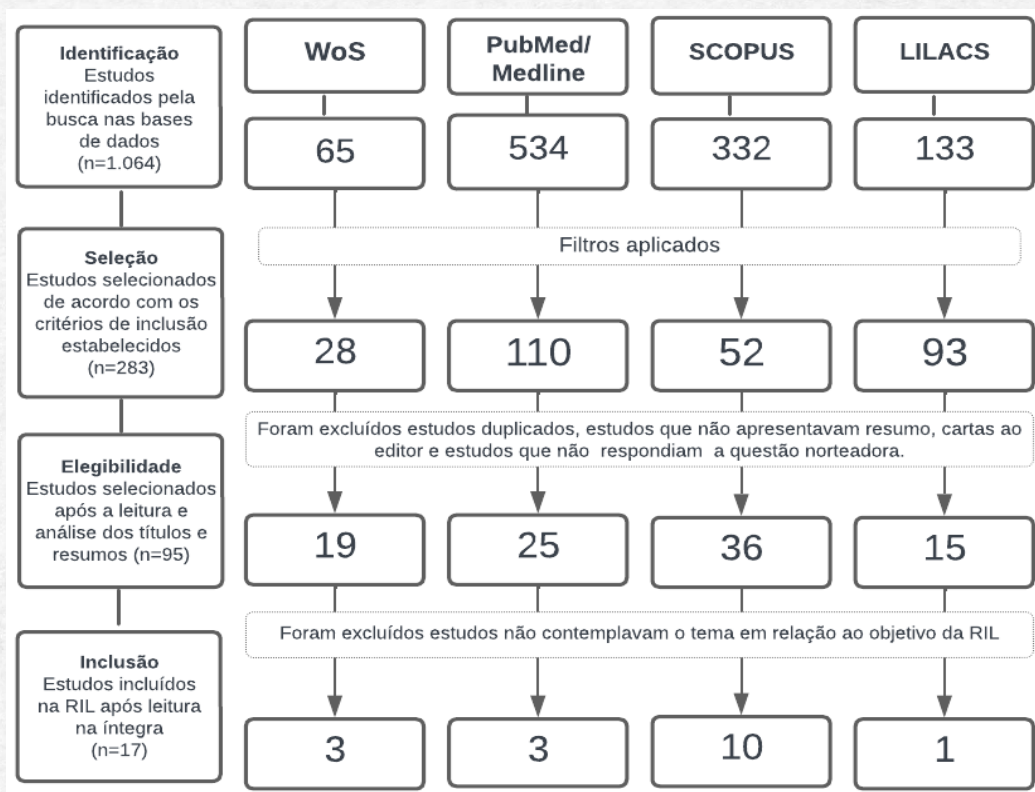 Identificação
Estudos
identificados pela
busca nas bases
de dados
(n=1.064)
WoS
PubMed/
Medline
SCOPUS
LILACS
65
534
332
133
Filtros aplicados
Seleção
Estudos selecionados
de acordo com os
critérios de inclusão
estabelecidos
(n=283)
28
110
52
93
Foram excluídos estudos duplicados, estudos que não apresentavam resumo, cartas ao
editor e estudos que não respondiam a questão norteadora.
Elegibilidade
Estudos selecionados
após a leitura e
análise dos títulos e
resumos (n=95)
19
25
36
15
Foram excluídos estudos não contemplavam o tema em relação ao objetivo da RIL
Inclusão
Estudos incluídos
na RIL após leitura
na íntegra
(n=17)
3
3
10
1